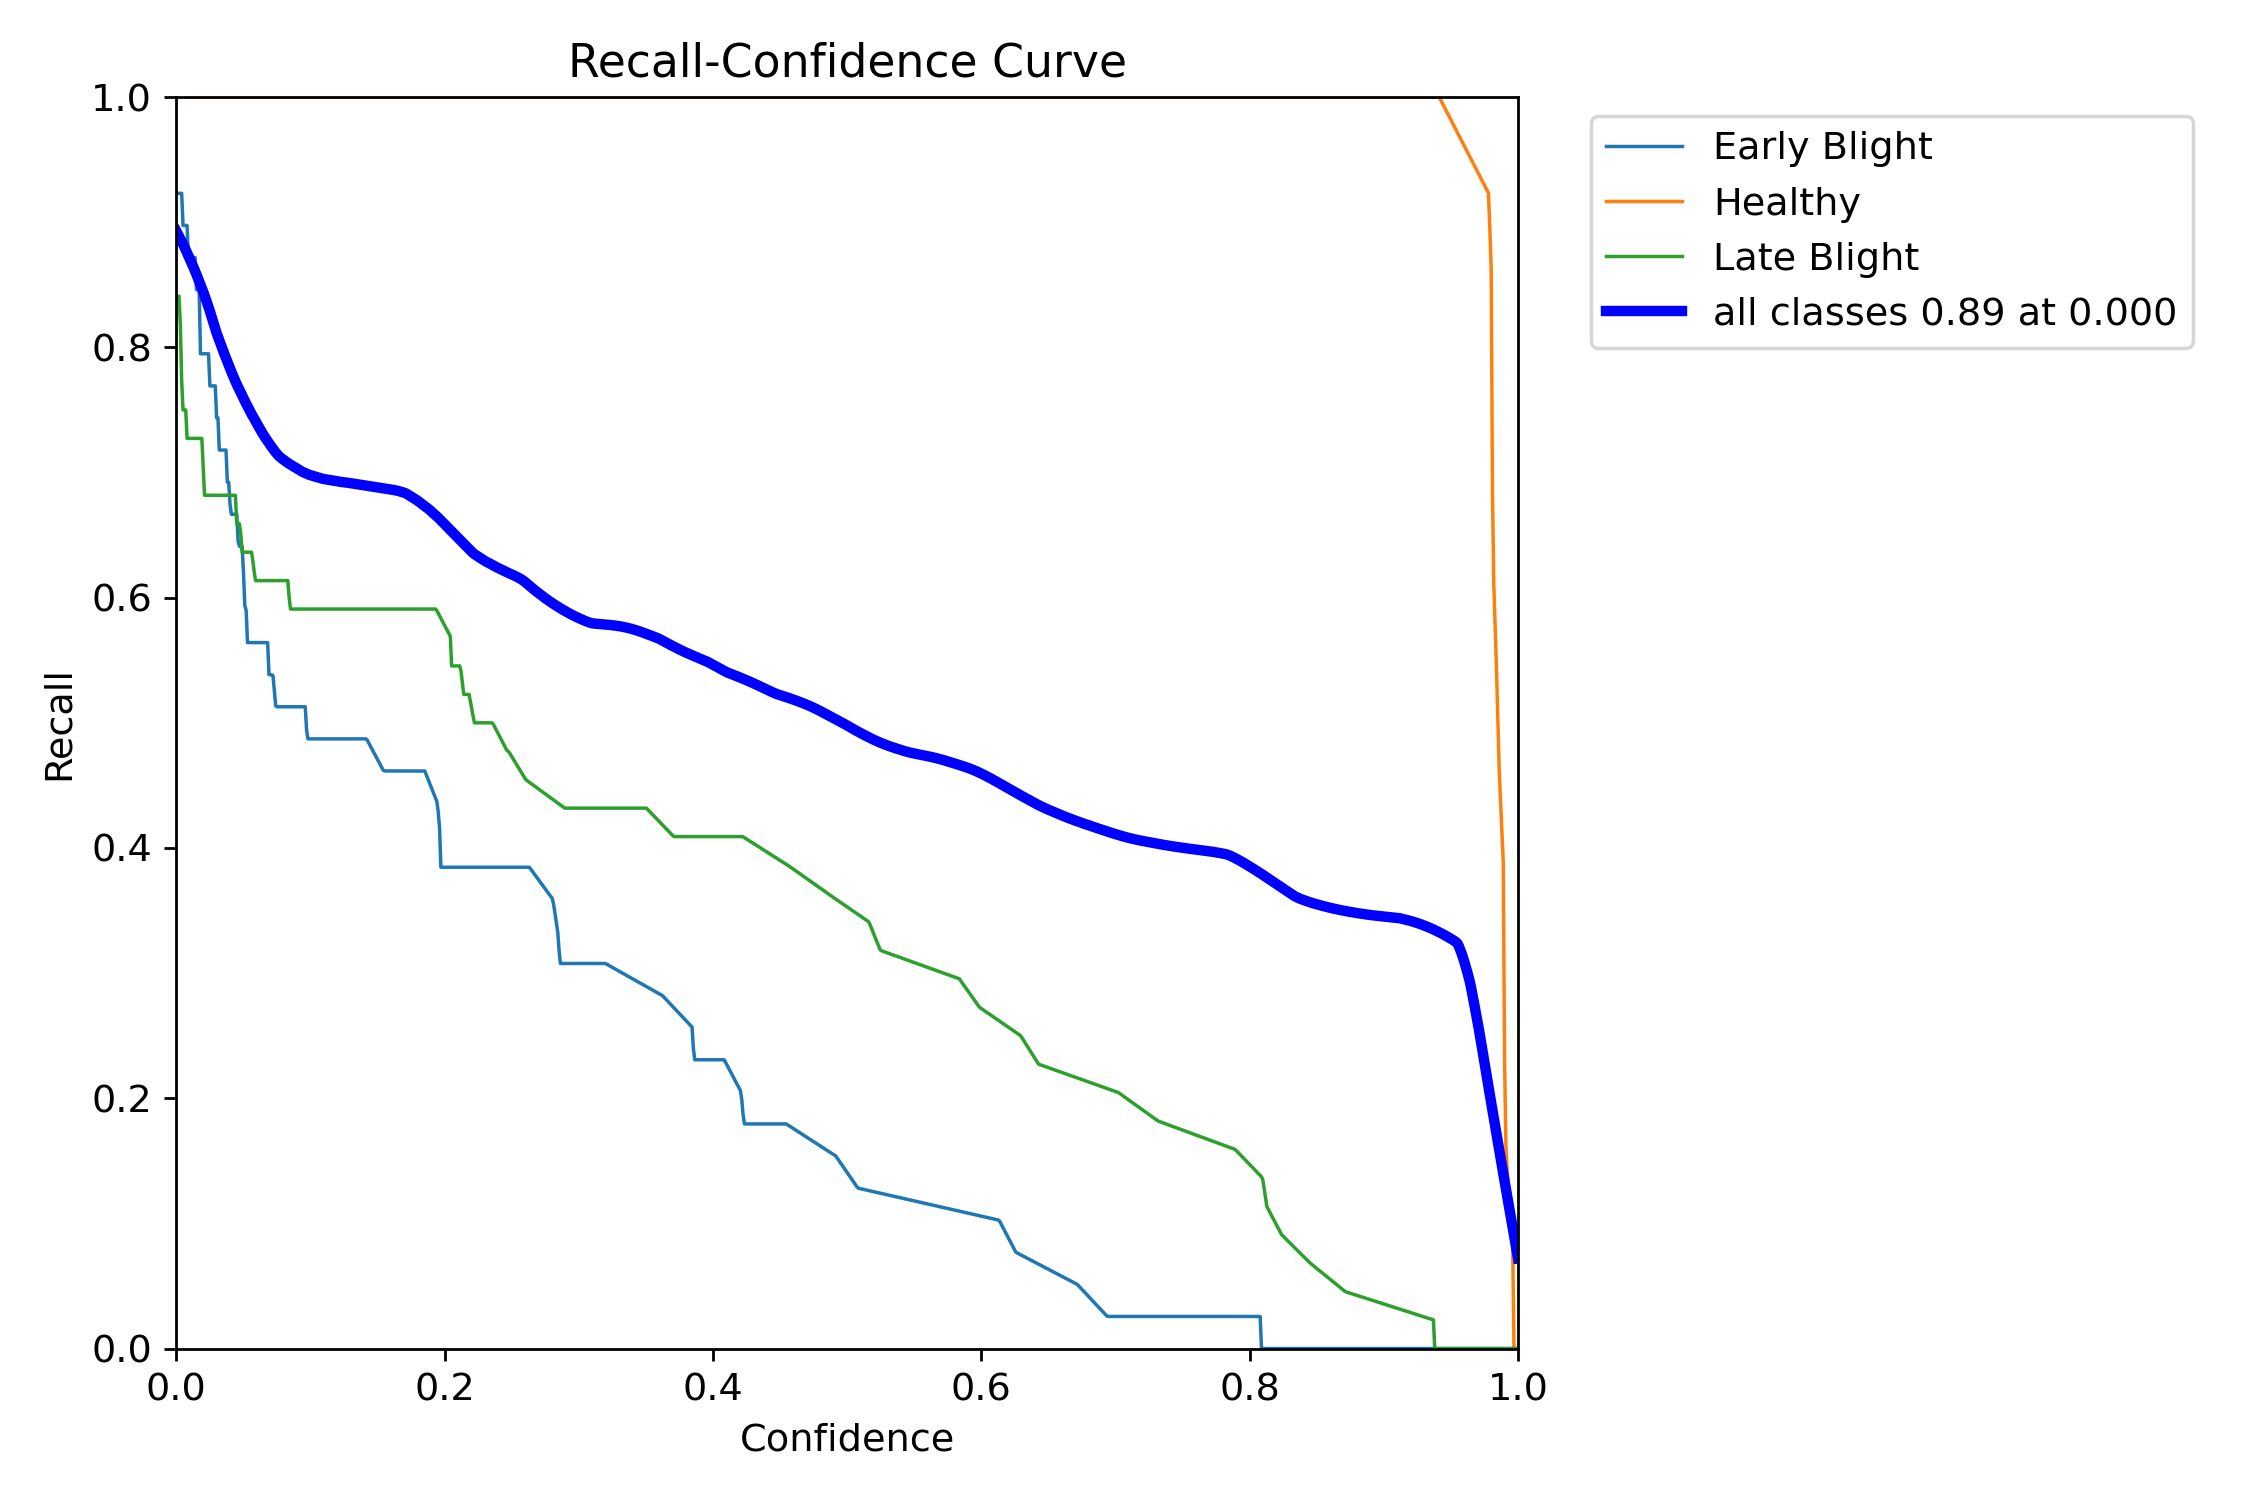 Recall-Confidence Curve
1.0
0.8
0.6
0.4
0.2
0.0
Recall
0.0 0.2 0.4 0.6 0.8 1.0
Confidence
Early Blight
Healthy
Late Blight
all classes 0.89 at 0.000